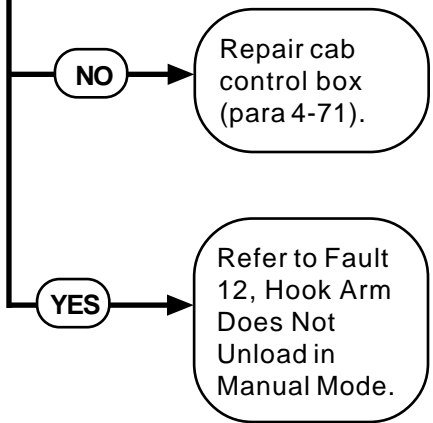 NO
Repair cab
control box
(para 4-71).
YES
Refer to Fault
12, Hook Arm
Does Not
Unload in
Manual Mode.